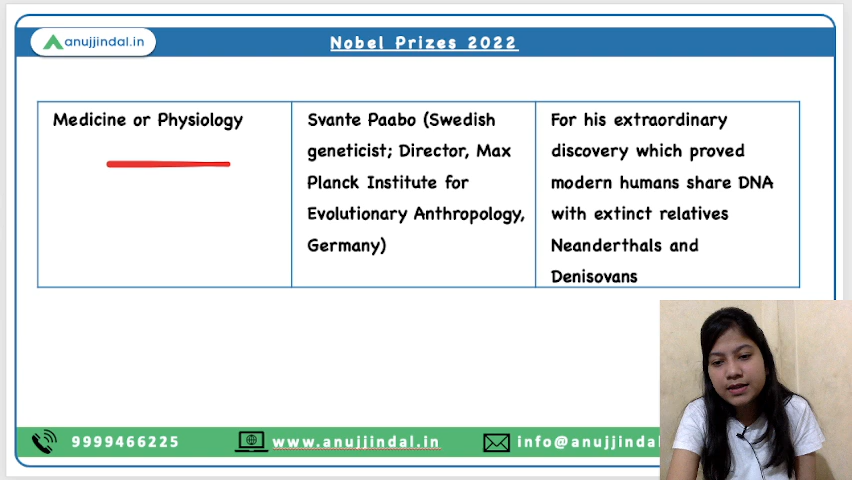 anujjindal.in
Nobel Prizes 2022
Medicine or Physiology
Svante Paabo (Swedish
geneticist; Director, Max
Planck Institute for
Evolutionary Anthropology,
Germany)
For his extraordinary
discovery which proved
modern humans share DNA
with extinct relatives
Neanderthals and
Denisovans
9999466225
www.anujjindal.in
info@anujjindal